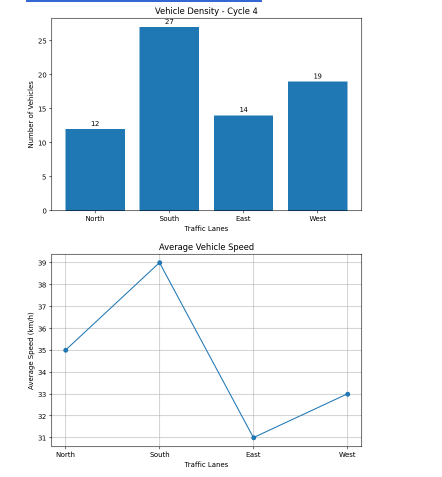 Vehicle Density - Cycle 4
27
25
20
19
15
14
12
10
5
0
Number of Vehicles
North South East West
Traffic Lanes
Average Vehicle Speed
39
38
37
36
35
34
33
32
31
Average Speed (km/h)
North South East West
Traffic Lanes